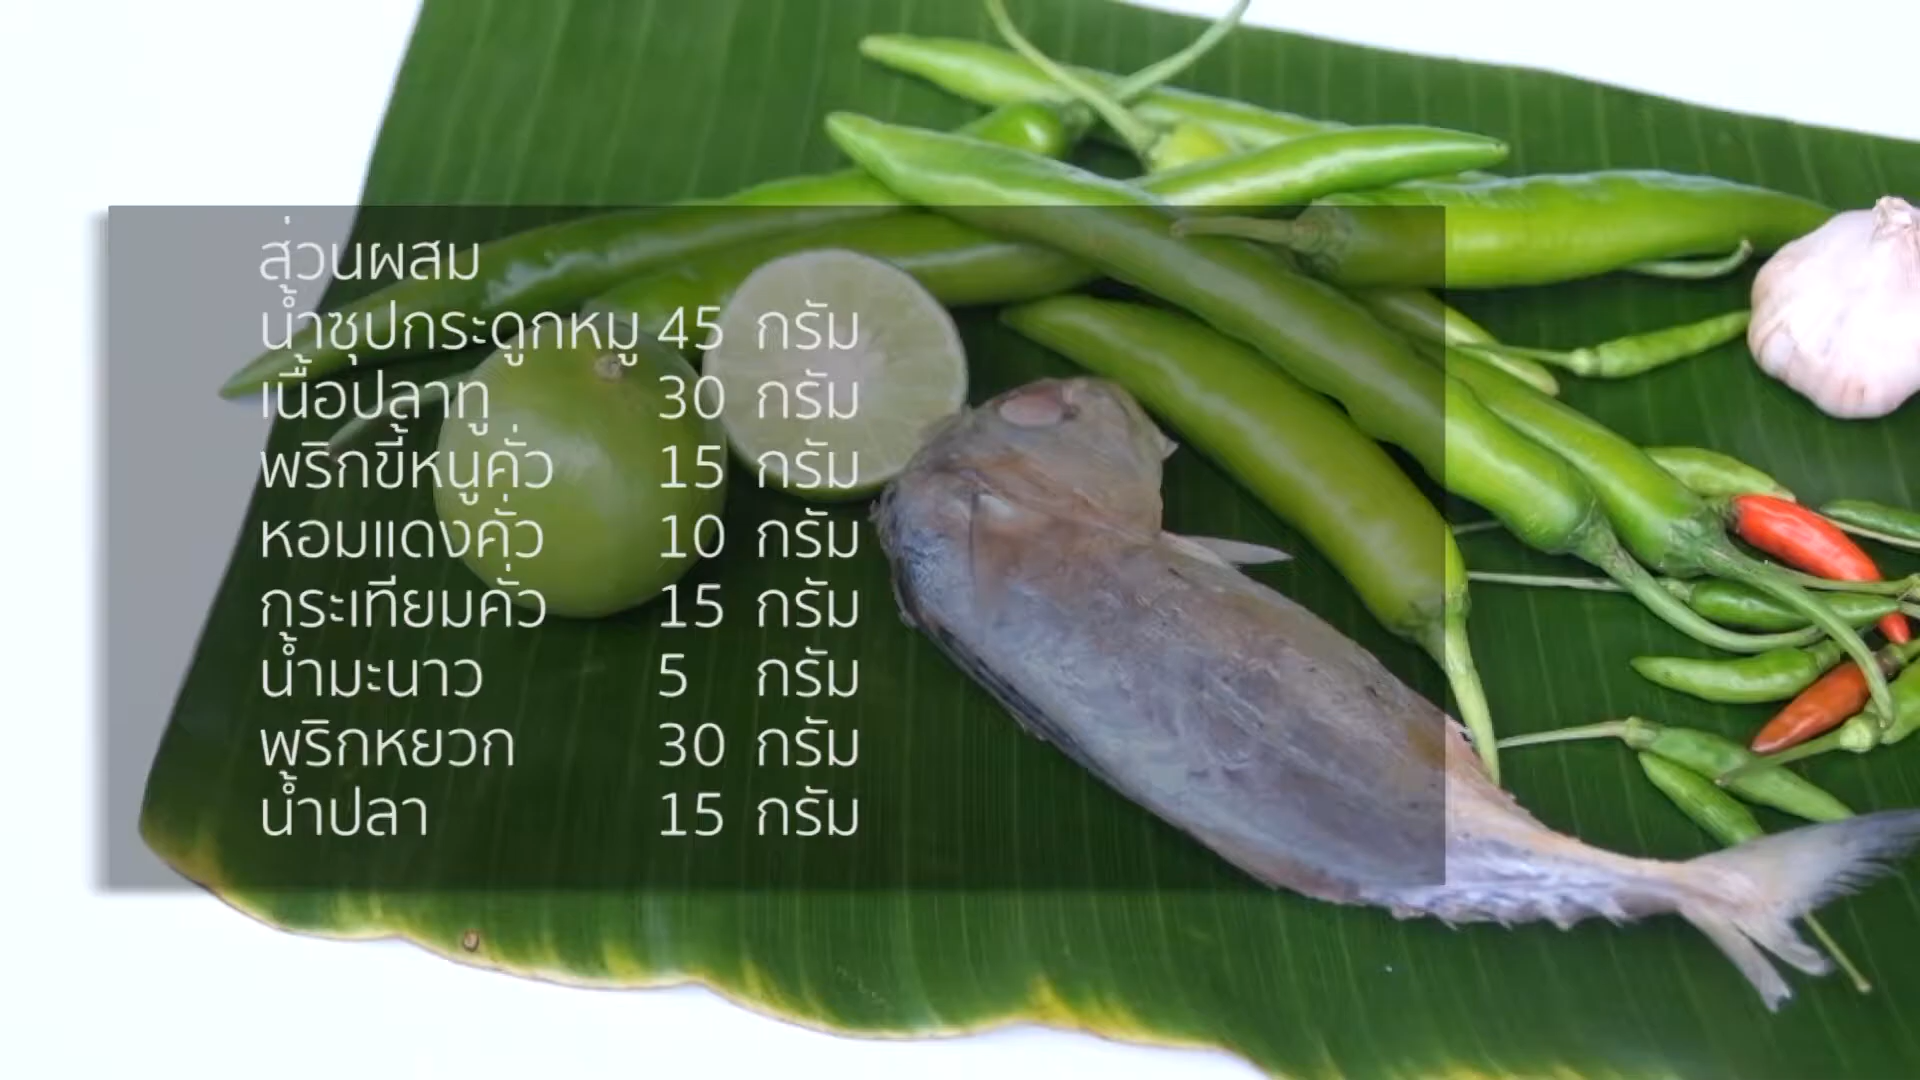 ส่วนผสม
น้ำซุปกระดูกหมู 45 กรัม
เนื้อปลาทู 30 กรัม
พริกขี้หนูคั่ว 15 กรัม
หอมแดงคั่ว 10 กรัม
กระเทียมคั่ว 15 กรัม
น้ำมะนาว 5 กรัม
พริกหยวก 30 กรัม
น้ำปลา 15 กรัม